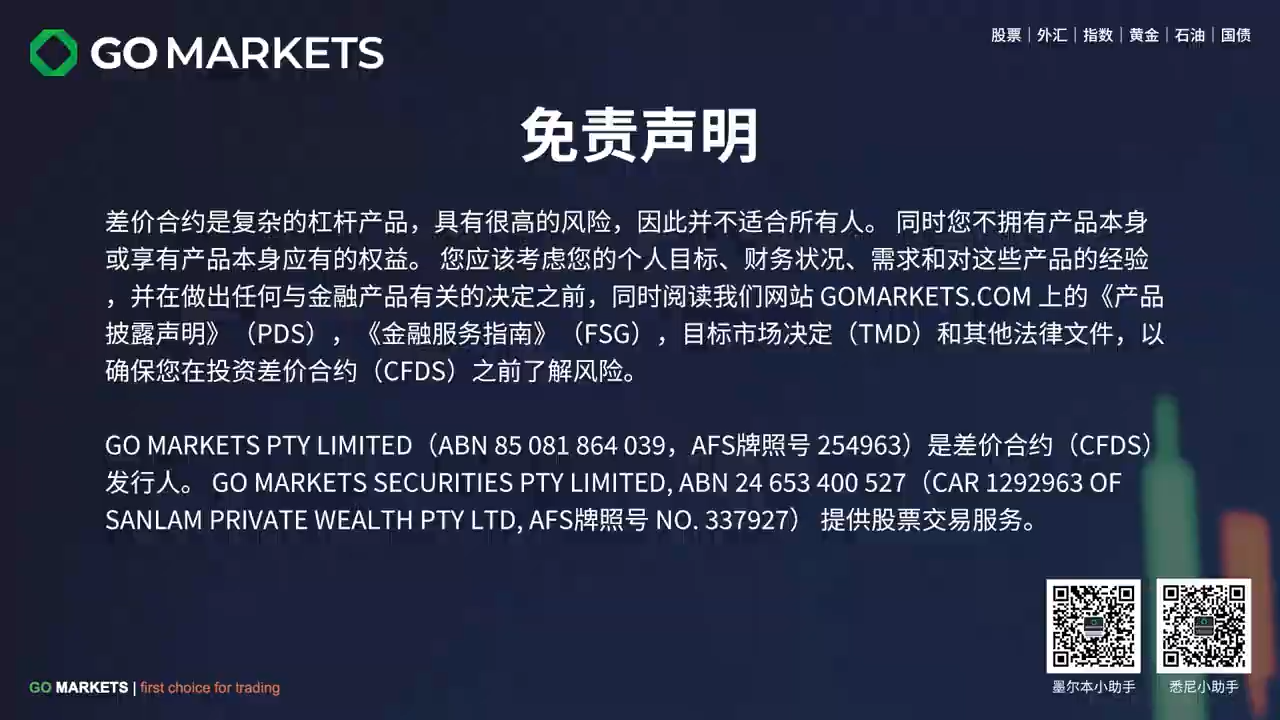 GO MARKETS
股票｜外汇｜指数｜黄金｜石油｜国债
免责声明
差价合约是复杂的杠杆产品，具有很高的风险，因此并不适合所有人。 同时您不拥有产品本身
或享有产品本身应有的权益。 您应该考虑您的个人目标、财务状况、需求和对这些产品的经验
，并在做出任何与金融产品有关的决定之前，同时阅读我们网站 GOMARKETS.COM 上的《产品
披露声明》（PDS），《金融服务指南》（FSG），目标市场决定（TMD）和其他法律文件，以
确保您在投资差价合约（CFDS）之前了解风险。
GO MARKETS PTY LIMITED（ABN 85 081 864 039，AFS牌照号 254963）是差价合约（CFDS）
发行人。 GO MARKETS SECURITIES PTY LIMITED, ABN 24 653 400 527（CAR 1292963 OF
SANLAM PRIVATE WEALTH PTY LTD, AFS牌照号 NO. 337927） 提供股票交易服务。
GO MARKETS | first choice for trading
墨尔本小助手
悉尼小助手